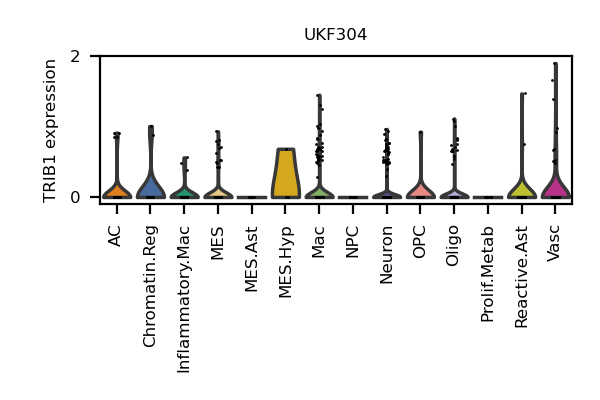 UKF304
TRIB1 expression
2
0
AC
Chromatin.Reg
Inflammatory.Mac
MES
MES.Ast
MES.Hyp
Mac
NPC
Neuron
OPC
Oligo
Prolif.Metab
Reactive.Ast
Vasc